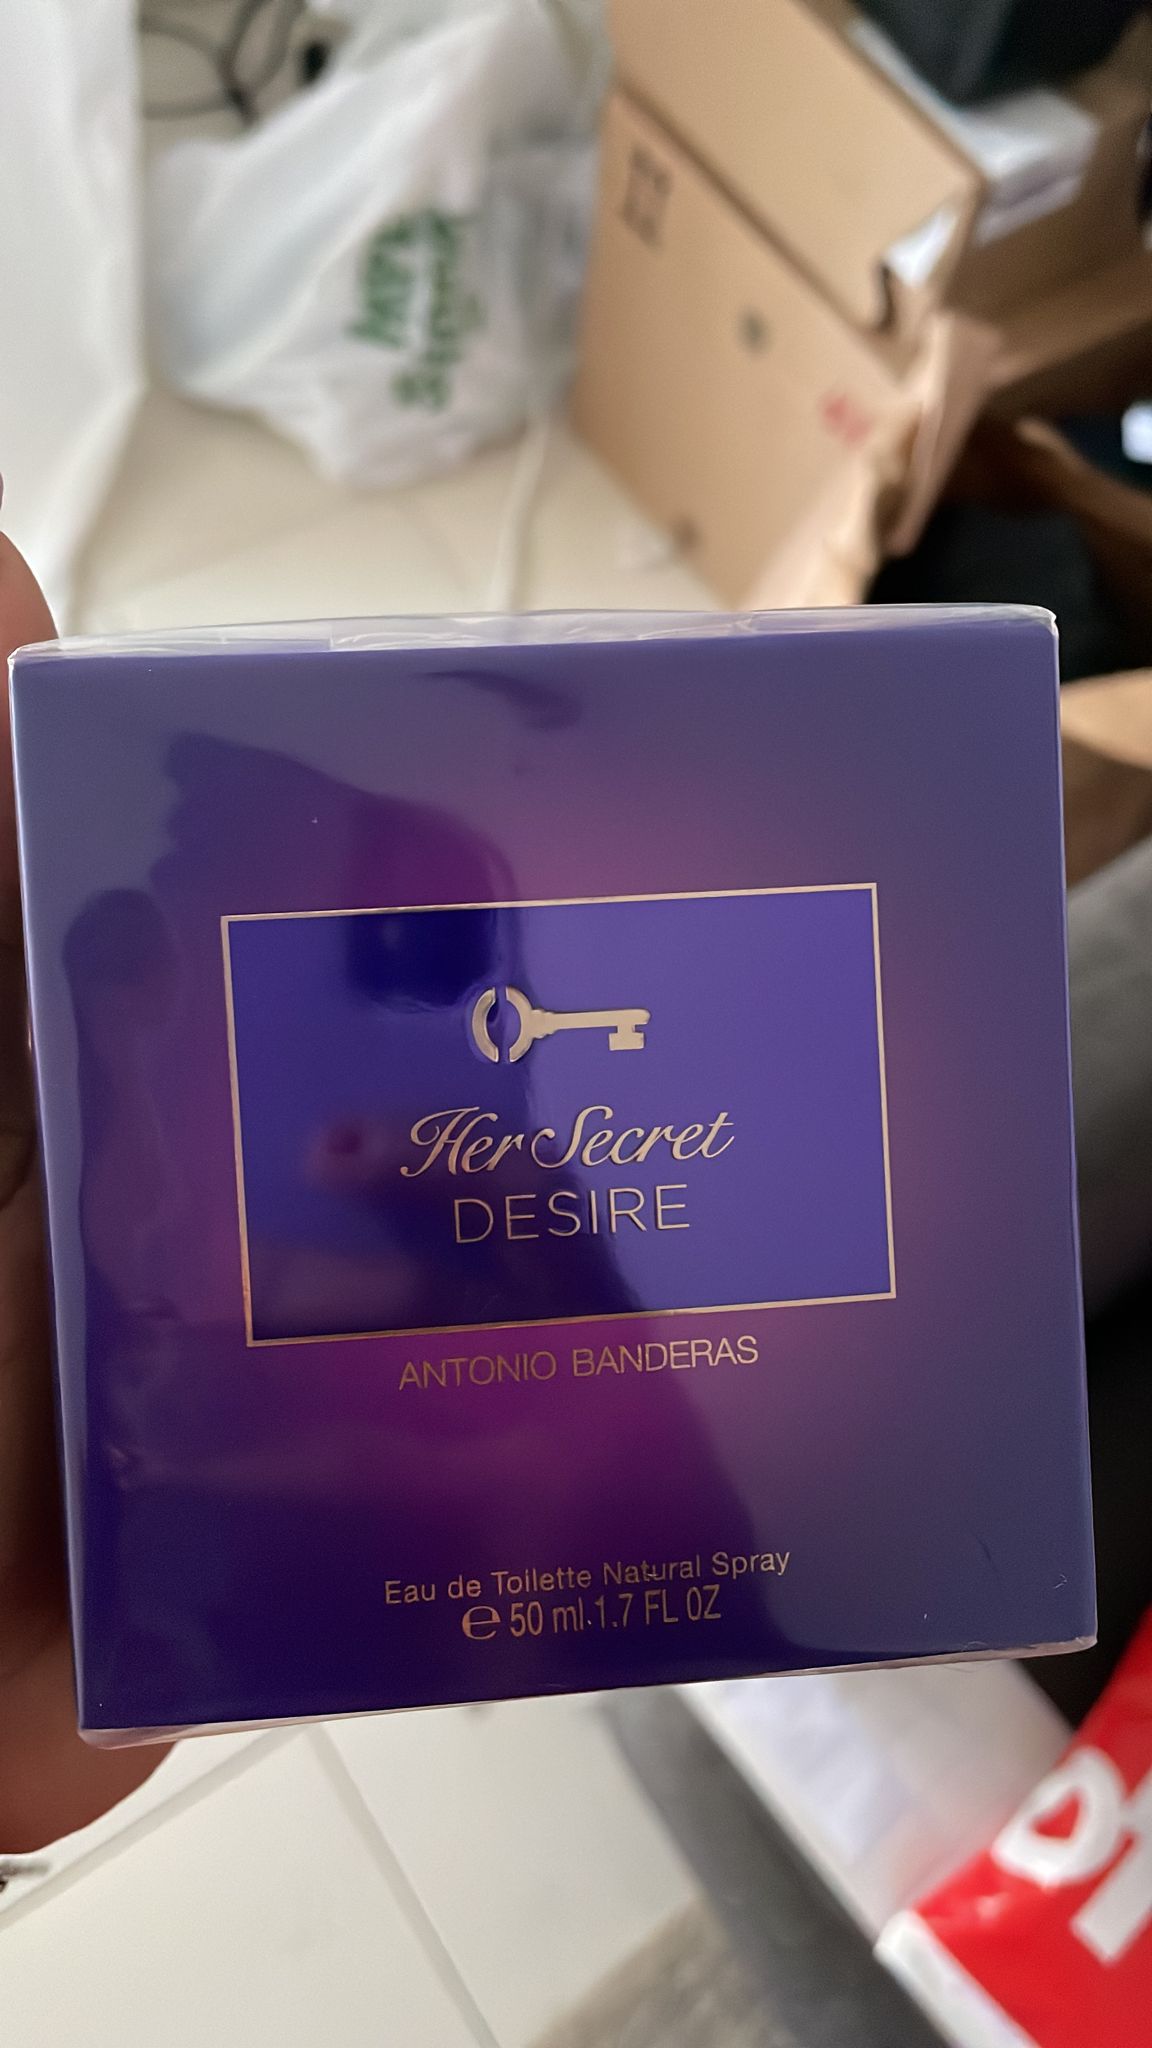 Her Secret
DESIRE
ANTONIO BANDERAS
Eau de Toilette Natural Spray
e 50 ml.1.7 FL OZ